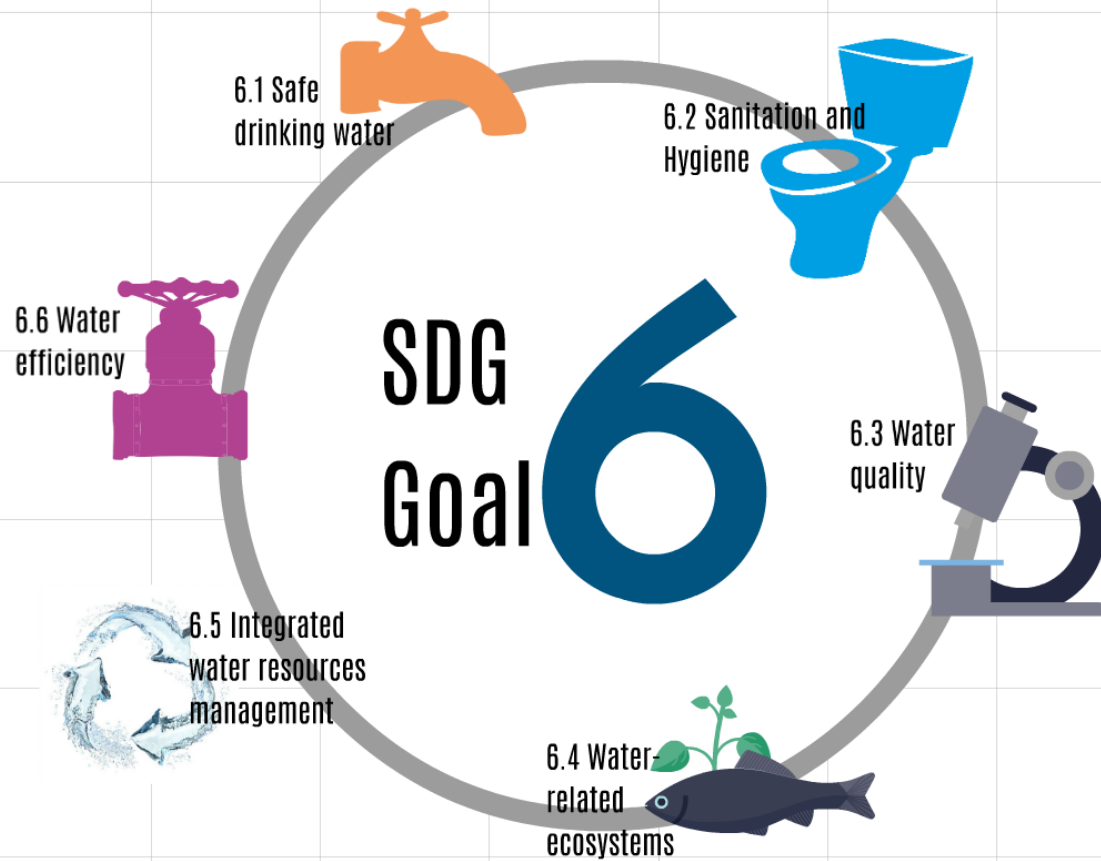 6.1 Safe
drinking water
6.2 Sanitation and
Hygiene
6.6 Water
efficiency
SDG
Goal 6
6.3 Water
quality
6.5 Integrated
water resources
management
6.4 Water-
related
ecosystems